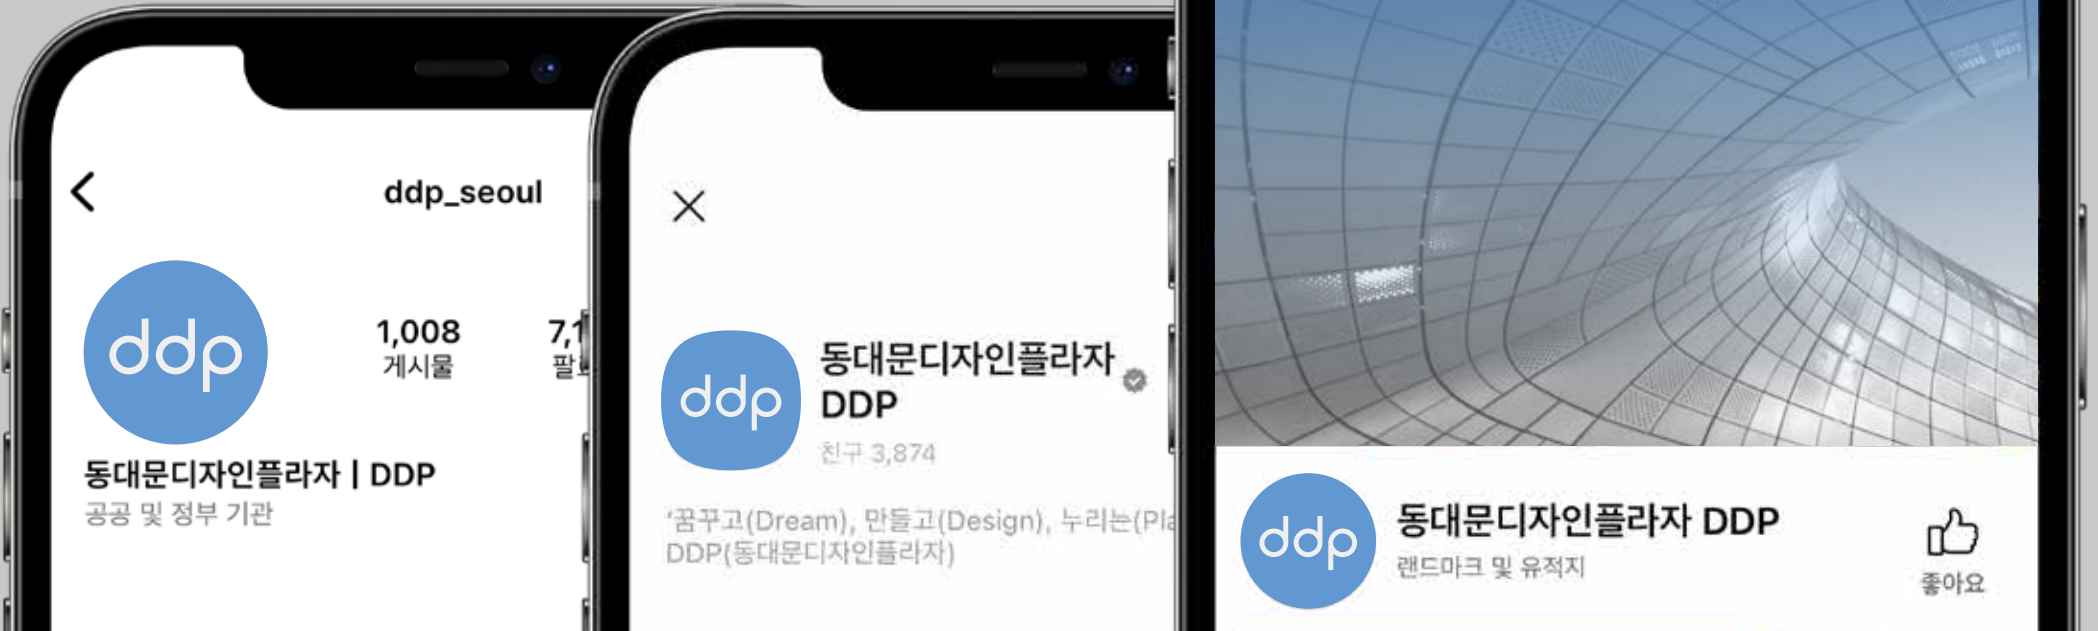 ddp_seoul
ddp
1,008
게시물
7,1
동대문디자인플라자 | DDP
공공 및 정부 기관
ddp
동대문디자인플라자
DDP
친구 3,874
‘꿈꾸고(Dream), 만들고(Design), 누리는(Pla
DDP(동대문디자인플라자)
ddp
동대문디자인플라자 DDP
랜드마크 및 유적지
좋아요